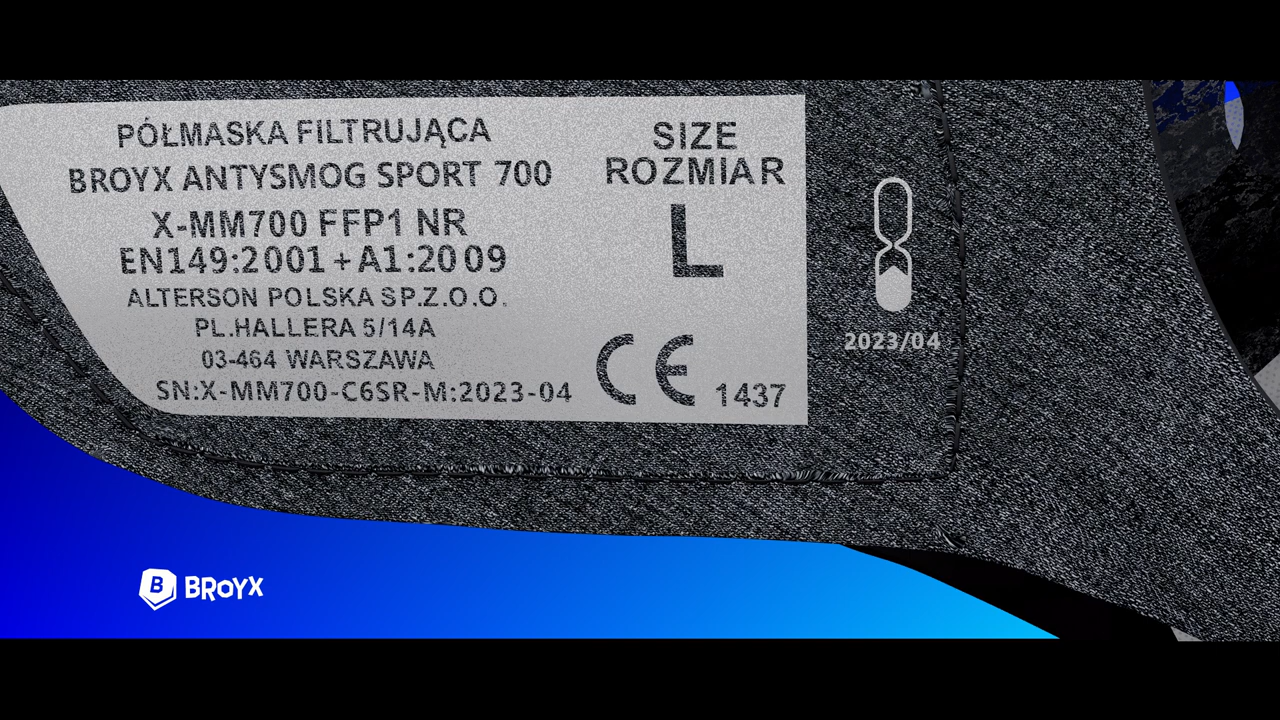 PÓŁMASKA FILTRUJĄCA
BROYX ANTYSMOG SPORT 700
X-MM700 FFP1 NR
EN149:2001+A1:2009
ALTERSON POLSKA SP.Z.O.O.
PL.HALLERA 5/14A
03-464 WARSZAWA
SN:X-MM700-C6SR-M:2023-04
SIZE
ROZMIAR
L
CE 1437
2023/04
B BROYX